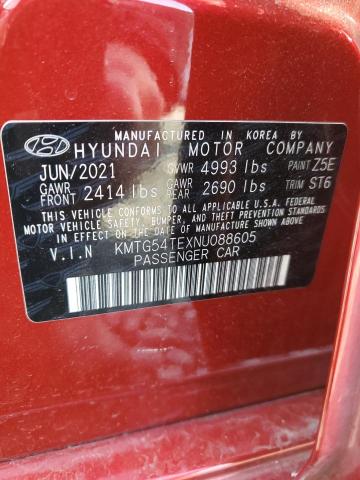 MANUFACTURED IN KOREA BY
HYUNDAI MOTOR COMPANY
JUN/2021 GVWR 4993 lbs PAINT Z5E
GAWR FRONT 2414 lbs GAWR REAR 2690 lbs TRIM ST6
THIS VEHICLE CONFORMS TO ALL APPLICABLE U.S.A. FEDERAL
MOTOR VEHICLE SAFETY, BUMPER, AND THEFT PREVENTION STANDARDS
IN EFFECT ON THE DATE OF MANUFACTURE SHOWN ABOVE.
V.I.N KMTG54TEXNU088605
PASSENGER CAR